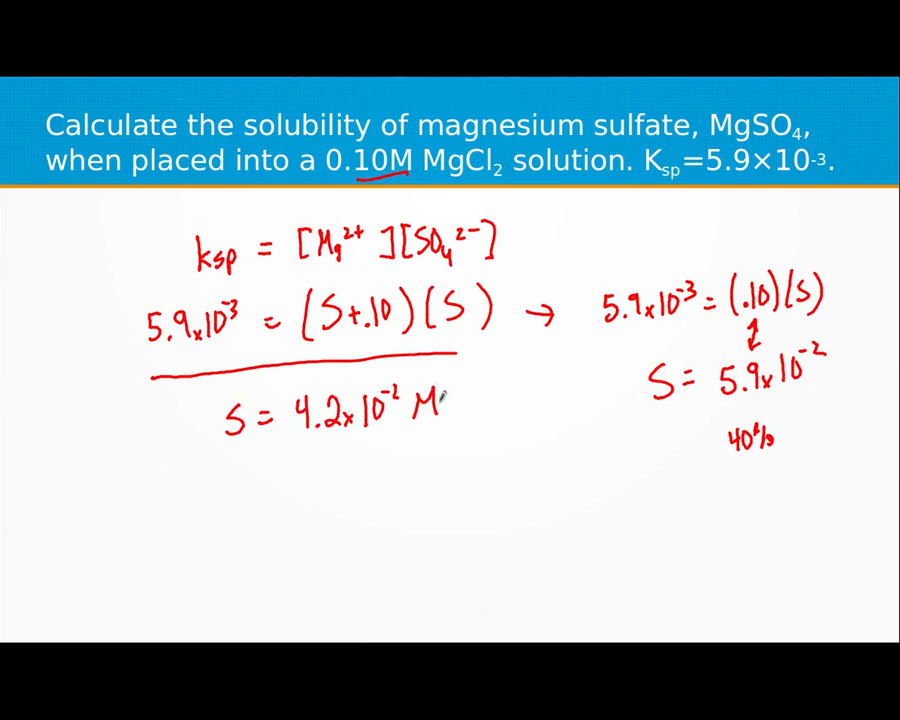 Calculate the solubility of magnesium sulfate, MgSO₄,
when placed into a 0.10M MgCl₂ solution. Kₛₚ=5.9×10⁻³.
ksp = [Mg²⁺][SO₄²⁻]
5.9x10⁻³ = (S+.10)(S) → 5.9x10⁻³ = (.10)(S)
S = 5.9x10⁻²
S = 4.2x10⁻² M
40%